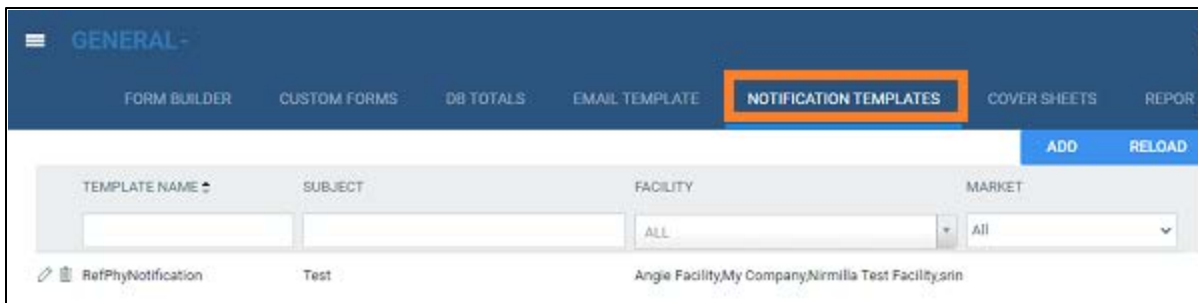 GENERAL-
FORM BUILDER CUSTOM FORMS DB TOTALS EMAIL TEMPLATE NOTIFICATION TEMPLATES COVER SHEETS REPOR
ADD RELOAD
TEMPLATE NAME SUBJECT FACILITY MARKET
ALL All
RefPhyNotification Test Angie Facility,My Company,Nirmilla Test Facility,srin